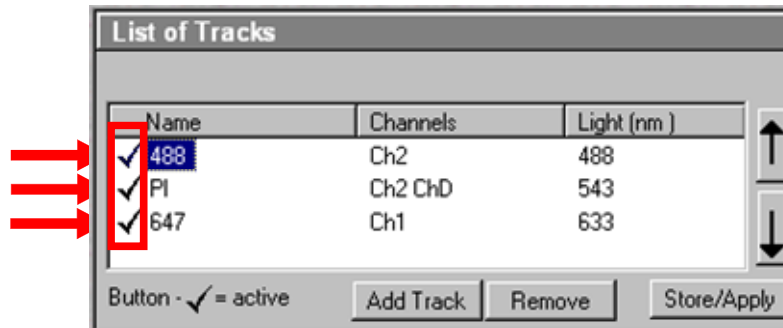 List of Tracks
Name Channels Light (nm )
✓ 488 Ch2 488
✓ PI Ch2 ChD 543
✓ 647 Ch1 633
Button - ✓ = active Add Track Remove Store/Apply